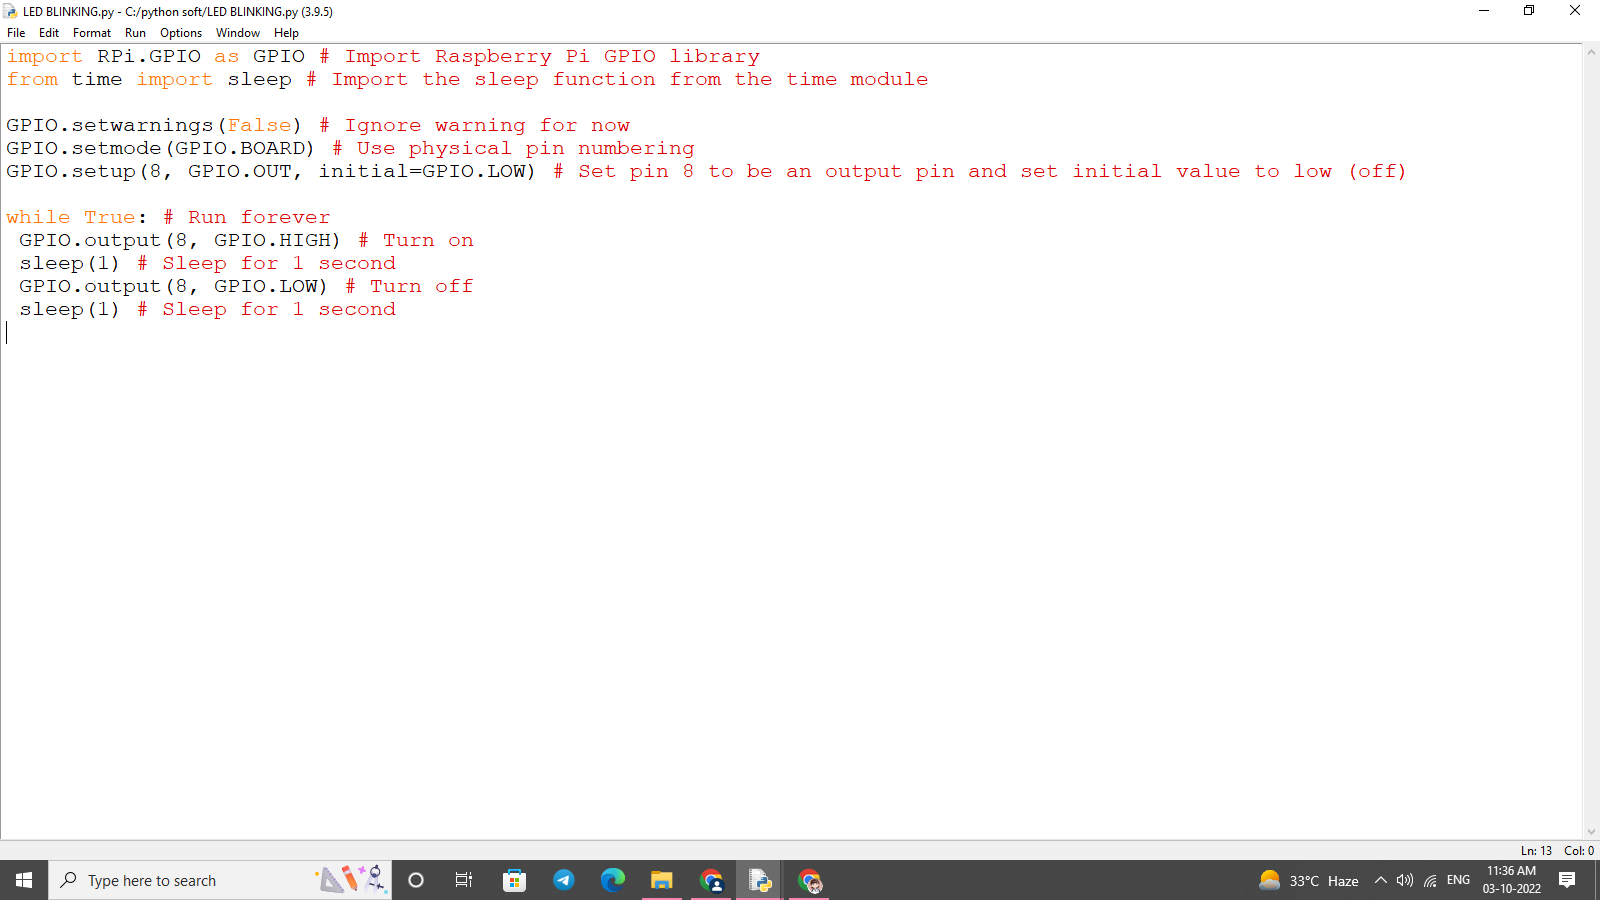 LED BLINKING.py - C:/python soft/LED BLINKING.py (3.9.5)
File Edit Format Run Options Window Help
import RPi.GPIO as GPIO # Import Raspberry Pi GPIO library
from time import sleep # Import the sleep function from the time module
GPIO.setwarnings(False) # Ignore warning for now
GPIO.setmode(GPIO.BOARD) # Use physical pin numbering
GPIO.setup(8, GPIO.OUT, initial=GPIO.LOW) # Set pin 8 to be an output pin and set initial value to low (off)
while True: # Run forever
 GPIO.output(8, GPIO.HIGH) # Turn on
 sleep(1) # Sleep for 1 second
 GPIO.output(8, GPIO.LOW) # Turn off
 sleep(1) # Sleep for 1 second
Ln: 13 Col: 0
Type here to search
33°C Haze
ENG
11:36 AM
03-10-2022